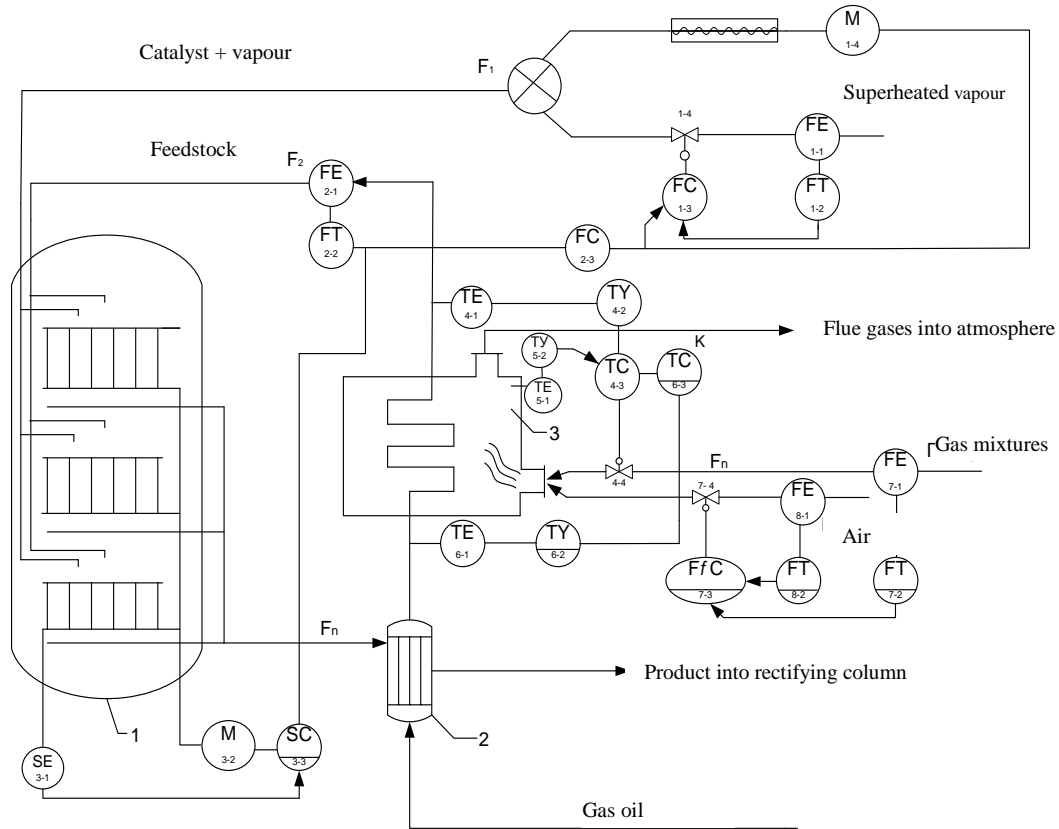 M
1-4
Catalyst + vapour
F1
Superheated vapour
1-4
FE
1-1
Feedstock
F2
FE
2-1
FC
1-3
FT
1-2
FT
2-2
FC
2-3
TE
4-1
TY
4-2
Flue gases into atmosphere
K
ТУ
5-2
TC
4-3
TC
6-3
TE
5-1
3
Gas mixtures
Fn
FE
7-1
4-4
7- 4
FE
8-1
Air
TE
6-1
TY
6-2
FfC
7-3
FT
8-2
FT
7-2
Fn
Product into rectifying column
1
M
3-2
SC
3-3
2
SE
3-1
Gas oil